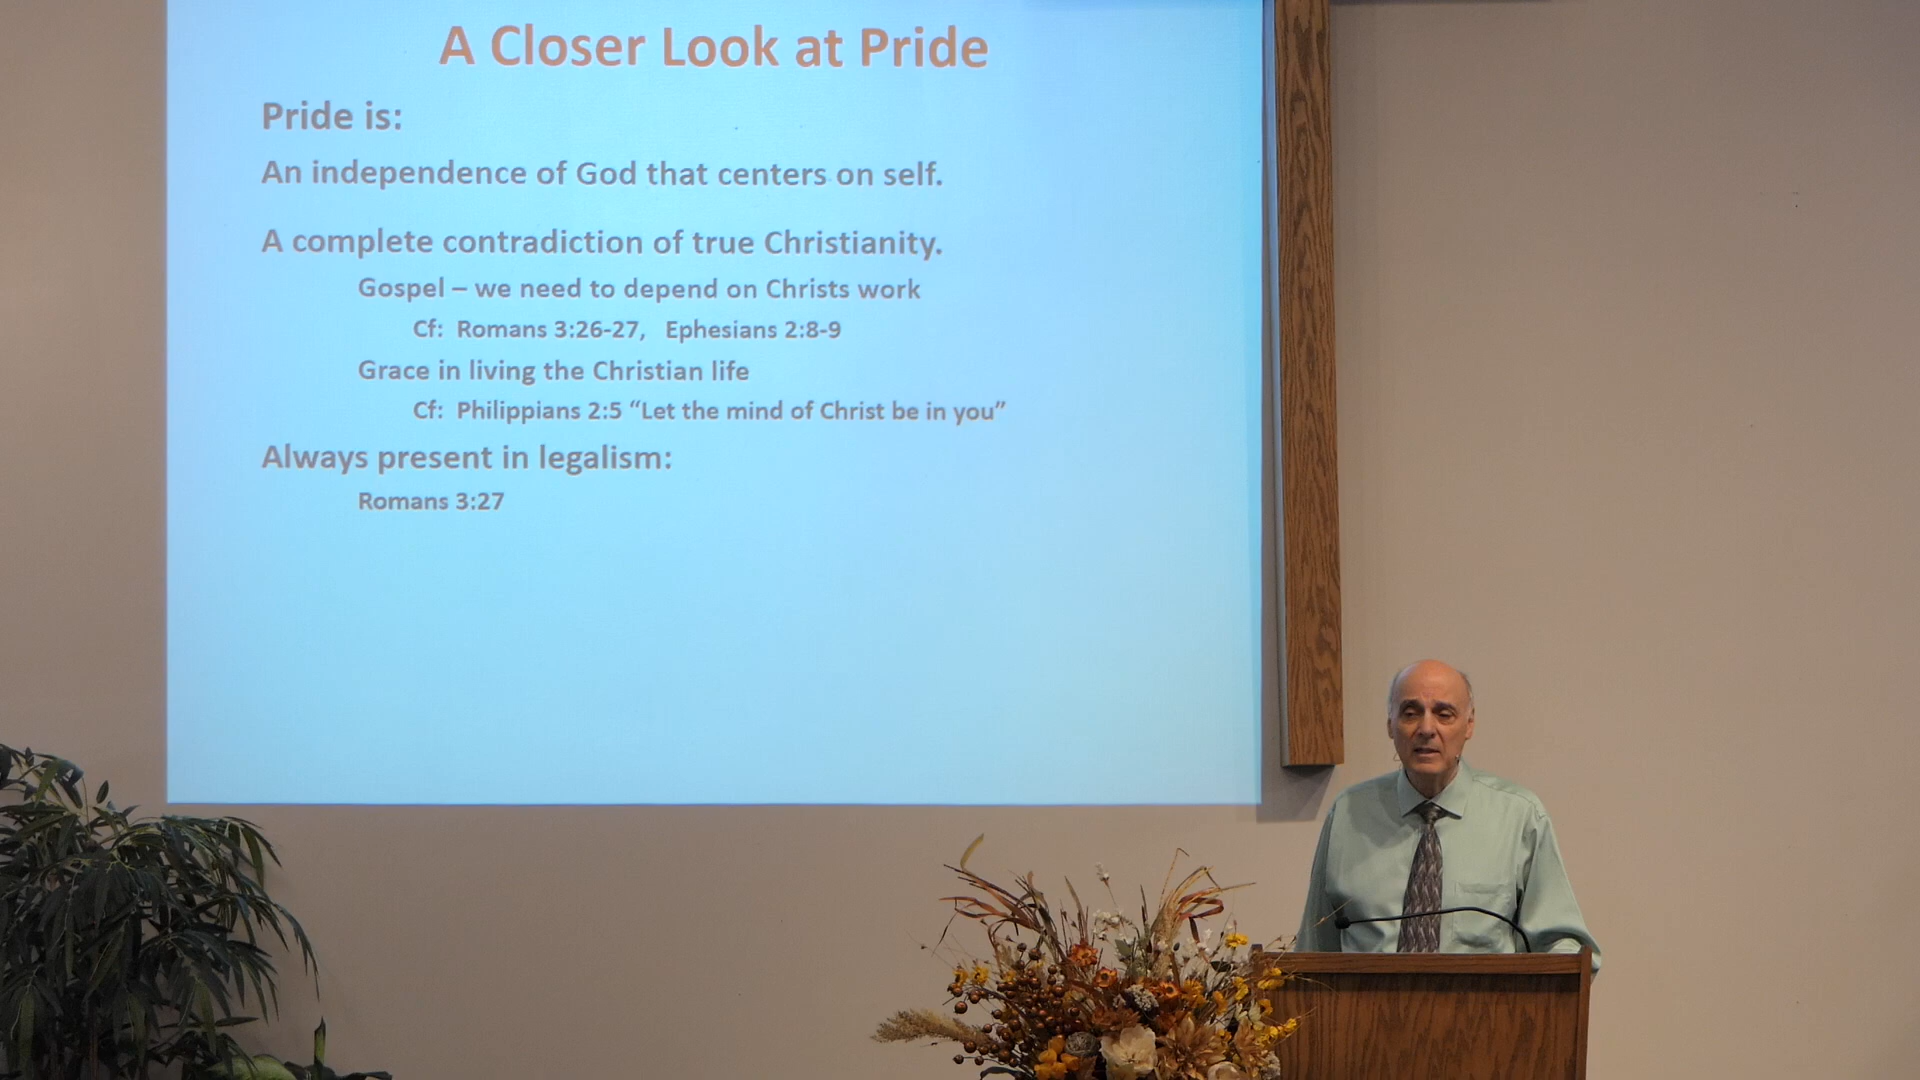 A Closer Look at Pride
Pride is:
An independence of God that centers on self.
A complete contradiction of true Christianity.
Gospel – we need to depend on Christs work
Cf: Romans 3:26-27, Ephesians 2:8-9
Grace in living the Christian life
Cf: Philippians 2:5 “Let the mind of Christ be in you”
Always present in legalism:
Romans 3:27